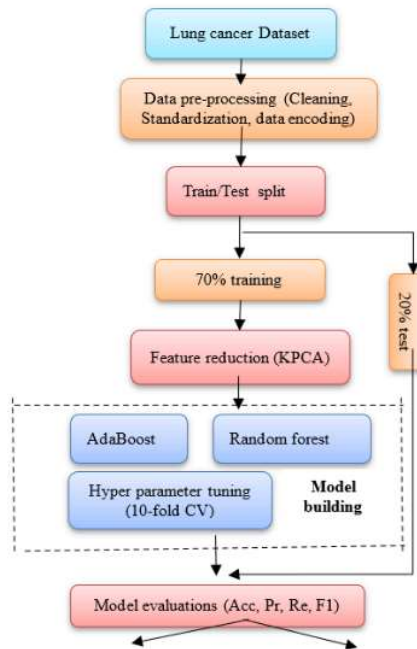 Lung cancer Dataset
Data pre-processing (Cleaning,
Standardization, data encoding)
Train/Test split
70% training
20% test
Feature reduction (KPCA)
AdaBoost
Random forest
Hyper parameter tuning
(10-fold CV)
Model
building
Model evaluations (Acc, Pr, Re, F1)